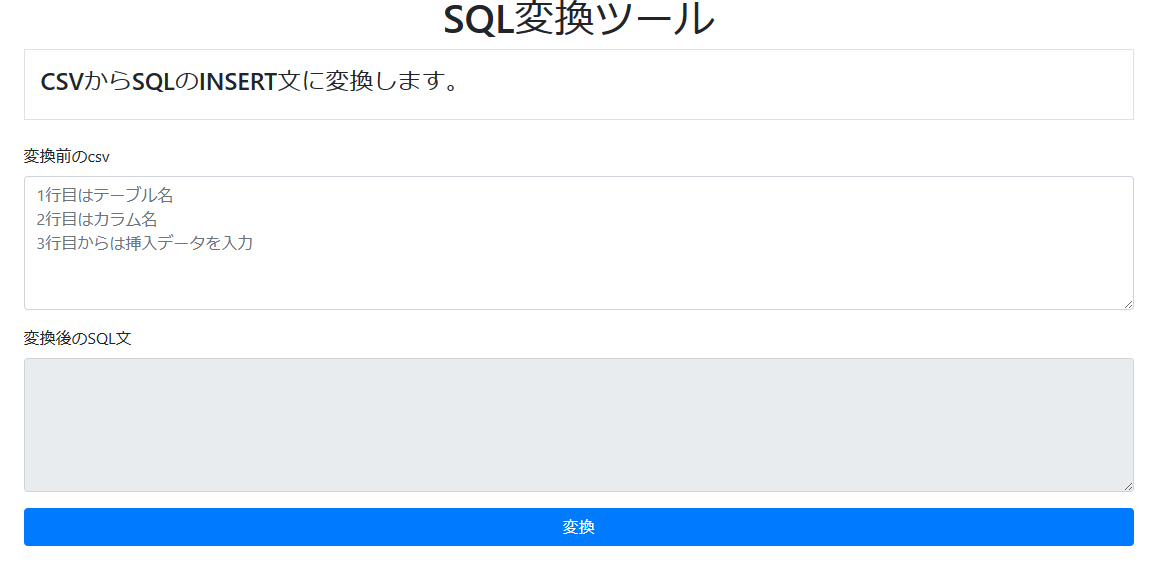 SQL変換ツール
CSVからSQLのINSERT文に変換します。
変換前のcsv
1行目はテーブル名
2行目はカラム名
3行目からは挿入データを入力
変換後のSQL文
変換